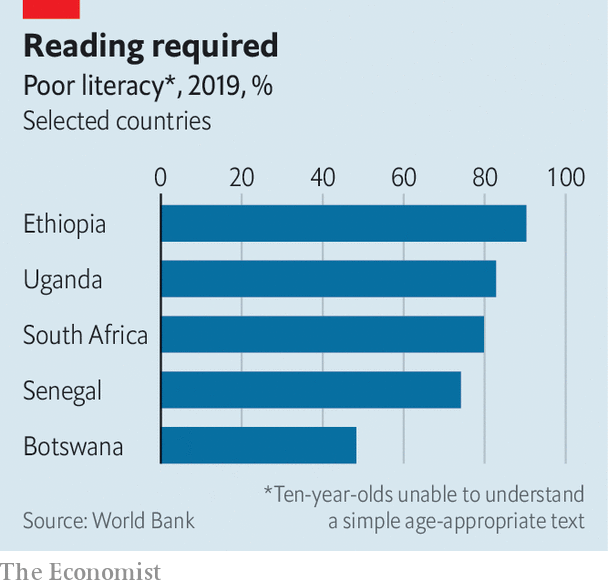 Reading required
Poor literacy*, 2019, %
Selected countries
0 20 40 60 80 100
Ethiopia
Uganda
South Africa
Senegal
Botswana
*Ten-year-olds unable to understand
a simple age-appropriate text
Source: World Bank
The Economist